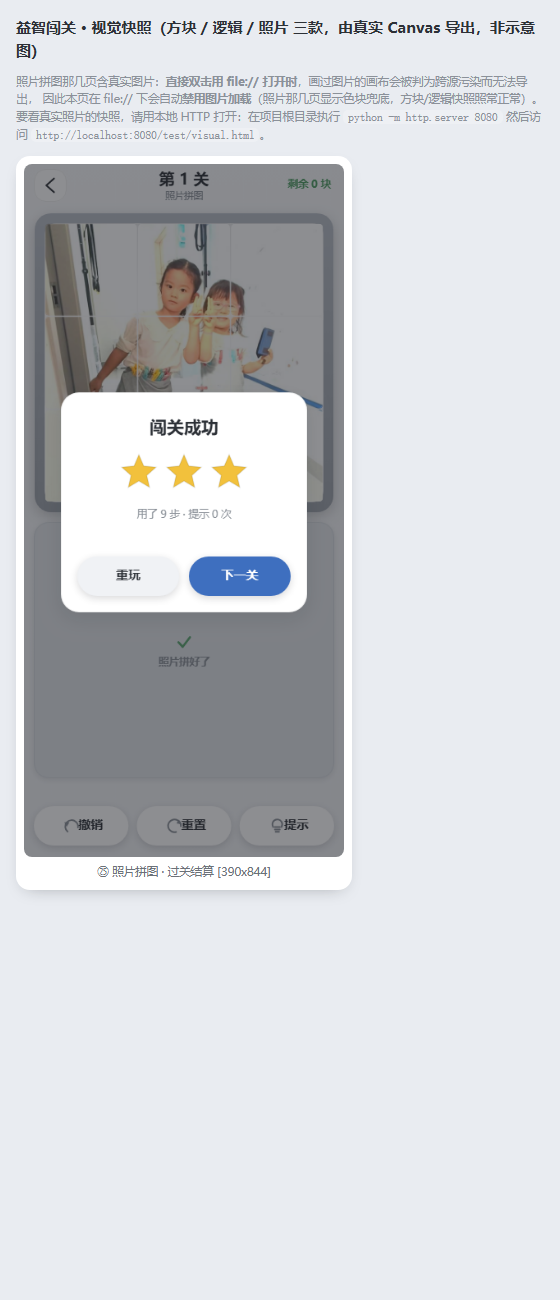 益智闯关 • 视觉快照（方块 / 逻辑 / 照片 三款，由真实 Canvas 导出，非示意
图）
照片拼图那几页含真实图片：直接双击用 file:// 打开时，画过图片的画布会被判为跨源污染而无法导
出， 因此本页在 file:// 下会自动禁用图片加载（照片那几页显示色块兜底，方块/逻辑快照照常正常）。
要看真实照片的快照，请用本地 HTTP 打开：在项目根目录执行 python -m http.server 8080 然后访
问 http://localhost:8080/test/visual.html 。
第 1 关
照片拼图
剩余 0 块
闯关成功
用了 9 步 · 提示 0 次
重玩
下一关
照片拼好了
撤销
重置
提示
㉕ 照片拼图 · 过关结算 [390x844]